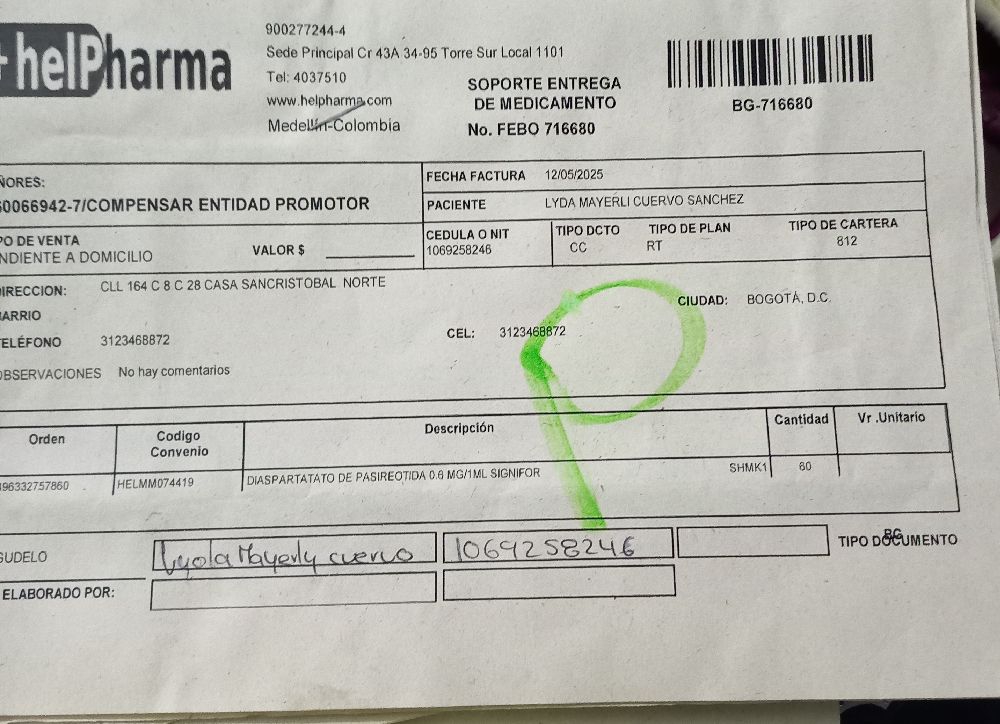 helPharma
900277244-4
Sede Principal Cr 43A 34-95 Torre Sur Local 1101
Tel: 4037510
www.helpharma.com
Medellín-Colombia
SOPORTE ENTREGA
DE MEDICAMENTO
No. FEBO 716680
BG-716680
ÑORES:
60066942-7/COMPENSAR ENTIDAD PROMOTOR
FECHA FACTURA 12/05/2025
PACIENTE LYDA MAYERLI CUERVO SANCHEZ
PO DE VENTA
NDIENTE A DOMICILIO
VALOR $
CEDULA O NIT
1069258246
TIPO DCTO
CC
TIPO DE PLAN
RT
TIPO DE CARTERA
812
IRECCION: CLL 164 C 8 C 28 CASA SANCRISTOBAL NORTE
CIUDAD: BOGOTÁ, D.C.
ARRIO
ELÉFONO 3123468872
CEL: 3123468872
OBSERVACIONES No hay comentarios
Orden
Codigo
Convenio
Descripción
Cantidad
Vr .Unitario
96332757860 HELMM074419 DIASPARTATATO DE PASIREOTIDA 0.6 MG/1ML SIGNIFOR SHMK1 60
GUDELO
Lyda Mayerly cuervo
1069258246
BG
TIPO DOCUMENTO
ELABORADO POR: